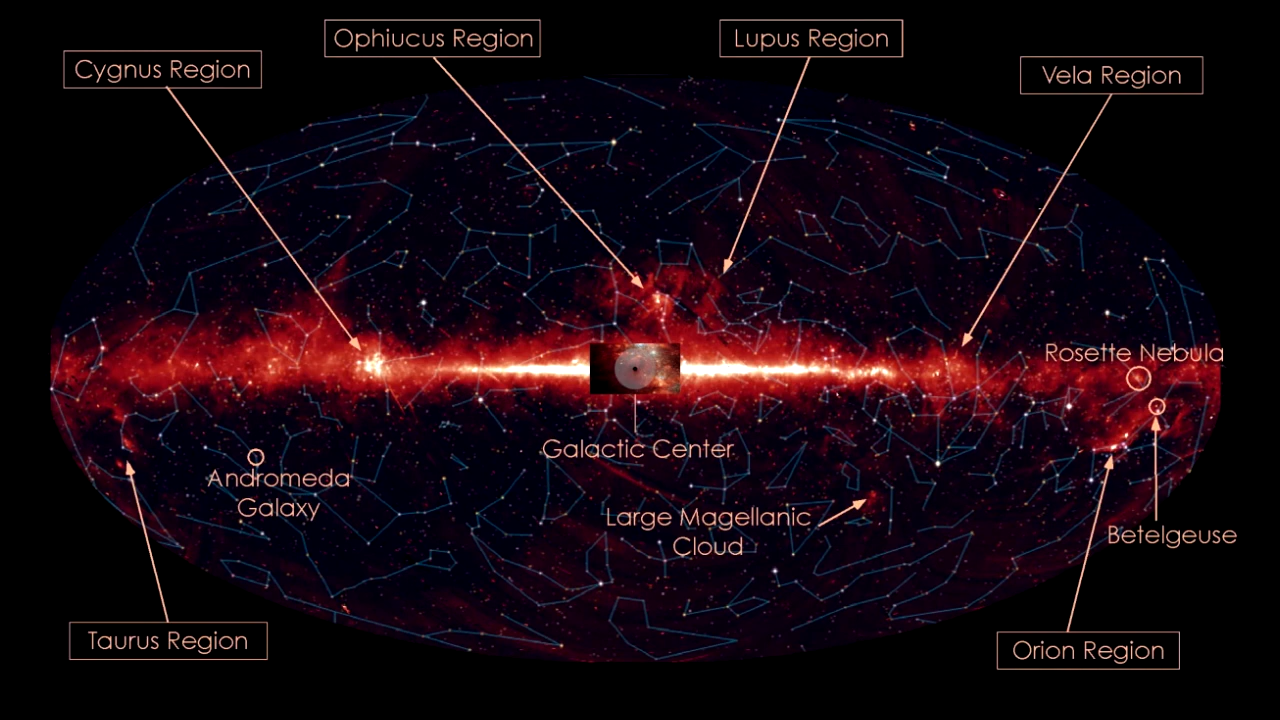 Ophiucus Region
Lupus Region
Cygnus Region
Vela Region
Rosette Nebula
Galactic Center
Andromeda
Galaxy
Large Magellanic
Cloud
Betelgeuse
Taurus Region
Orion Region